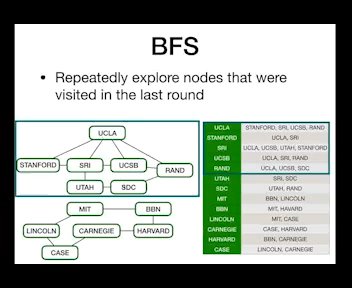 BFS
• Repeatedly explore nodes that were
visited in the last round
UCLA
STANFORD SRI UCSB RAND
UTAH SDC
MIT BBN
LINCOLN CARNEGIE HARVARD
CASE
UCLA STANFORD, SRI, UCSB, RAND
STANFORD UCLA, SRI
SRI UCLA, UCSB, UTAH, STANFORD
UCSB UCLA, SRI, RAND
RAND UCLA, UCSB, SDC
UTAH SRI, SDC
SDC UTAH, RAND
MIT BBN, LINCOLN
BBN MIT, HAVARD
LINCOLN MIT, CASE
CARNEGIE CASE, HARVARD
HARVARD BBN, CARNEGIE
CASE LINCOLN, CARNEGIE